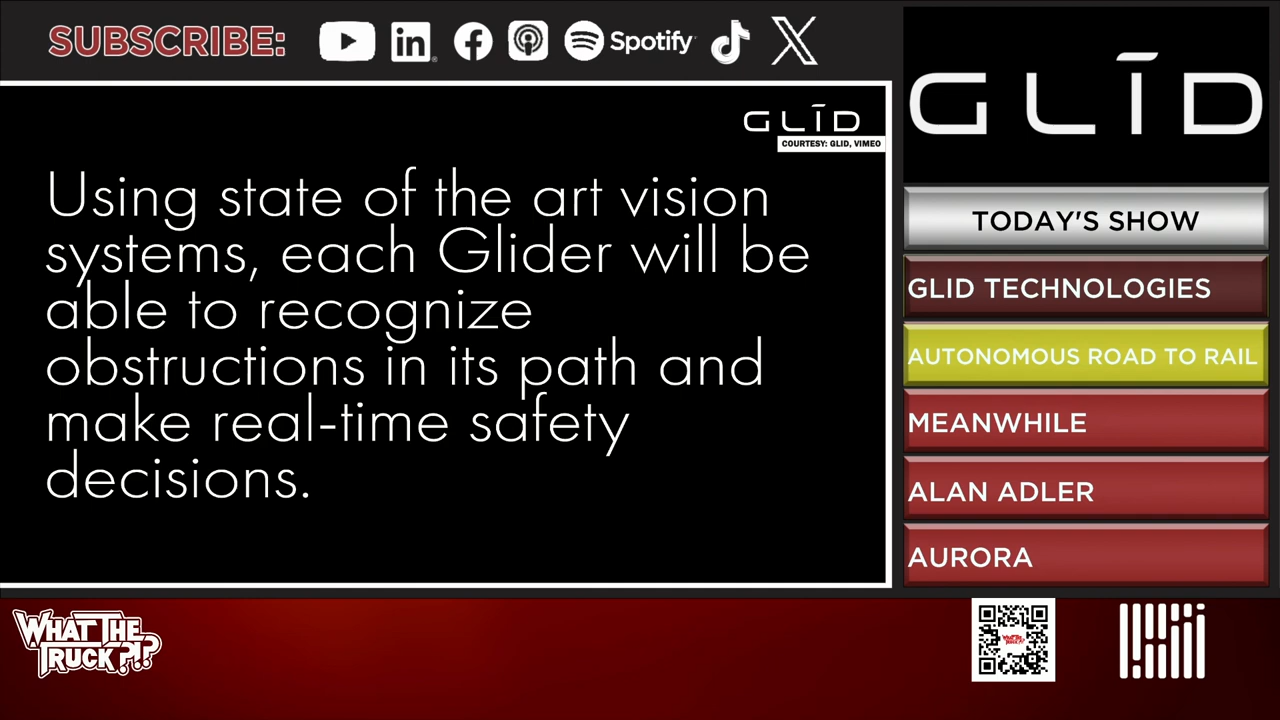 SUBSCRIBE:
in
Spotify
GLĪD
GLĪD
COURTESY: GLID, VIMEO
Using state of the art vision
systems, each Glider will be
able to recognize
obstructions in its path and
make real-time safety
decisions.
TODAY'S SHOW
GLID TECHNOLOGIES
AUTONOMOUS ROAD TO RAIL
MEANWHILE
ALAN ADLER
AURORA
WHAT THE
TRUCK?!?